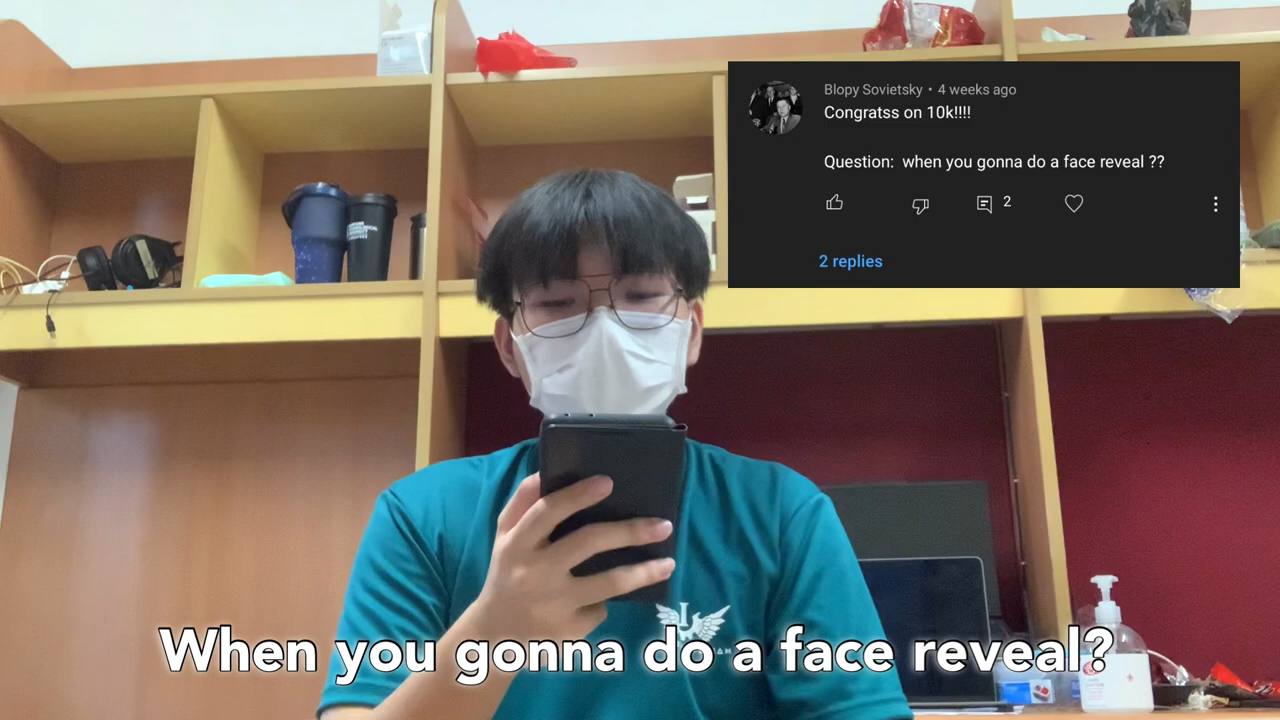 Blopy Sovietsky • 4 weeks ago
Congratss on 10k!!!!
Question:  when you gonna do a face reveal ??
2
2 replies
When you gonna do a face reveal?